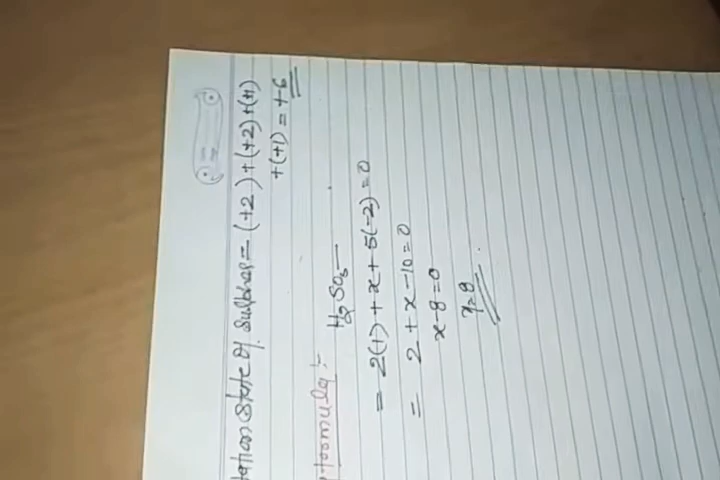 State of Sulphur = (+2) + (+2) + (+1)
+ (+1) = +6
formula :- H2SO5
= 2(1) + x + 5(-2) = 0
= 2 + x - 10 = 0
x - 8 = 0
x = 8